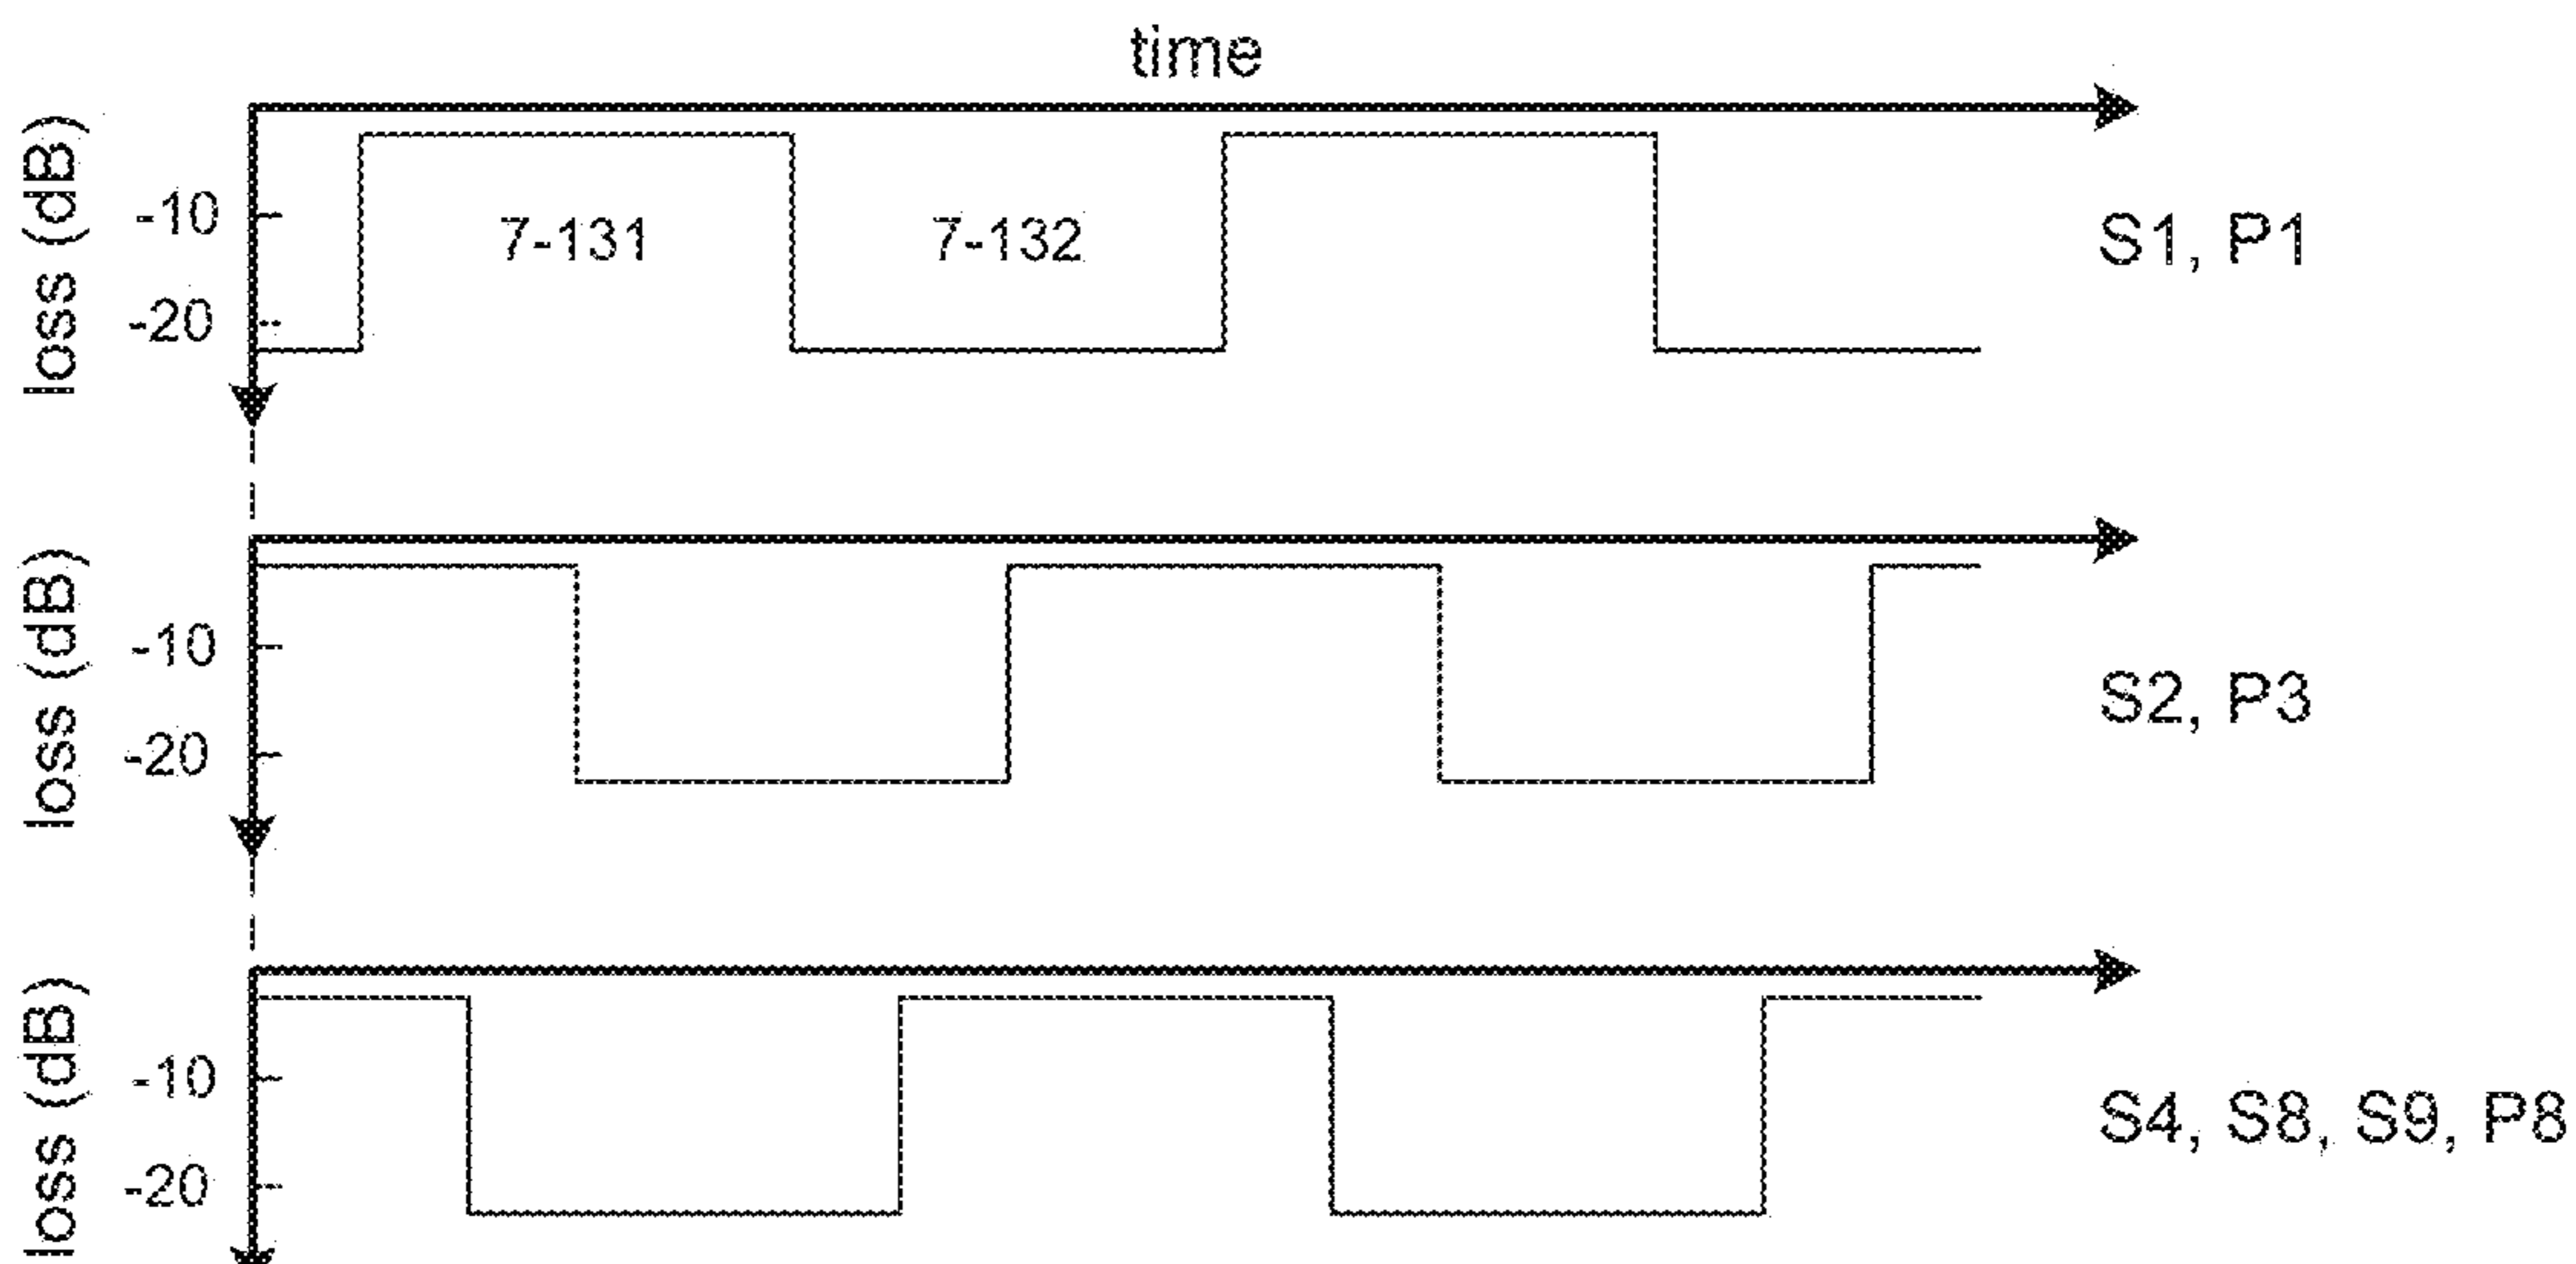 time
loss (dB)
-10
-20
7-131
7-132
S1, P1
loss (dB)
-10
-20
S2, P3
loss (dB)
-10
-20
S4, S8, S9, P8